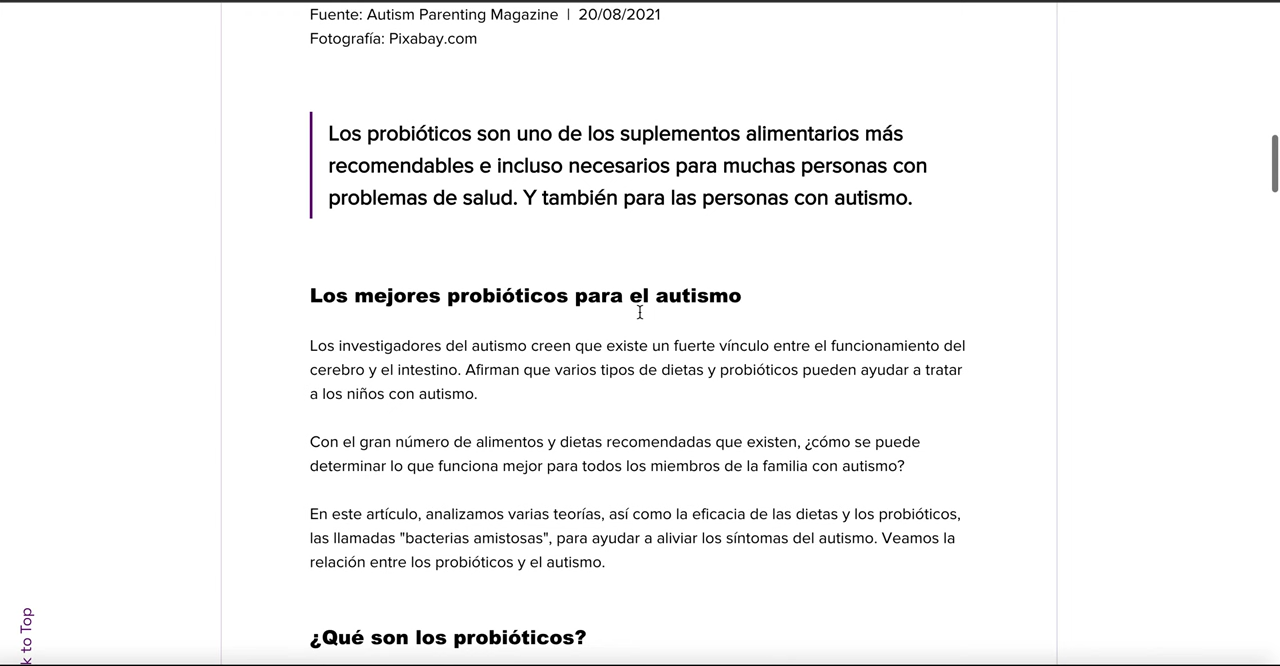 Fuente: Autism Parenting Magazine | 20/08/2021
Fotografía: Pixabay.com
Los probióticos son uno de los suplementos alimentarios más
recomendables e incluso necesarios para muchas personas con
problemas de salud. Y también para las personas con autismo.
Los mejores probióticos para el autismo
Los investigadores del autismo creen que existe un fuerte vínculo entre el funcionamiento del
cerebro y el intestino. Afirman que varios tipos de dietas y probióticos pueden ayudar a tratar
a los niños con autismo.
Con el gran número de alimentos y dietas recomendadas que existen, ¿cómo se puede
determinar lo que funciona mejor para todos los miembros de la familia con autismo?
En este artículo, analizamos varias teorías, así como la eficacia de las dietas y los probióticos,
las llamadas "bacterias amistosas", para ayudar a aliviar los síntomas del autismo. Veamos la
relación entre los probióticos y el autismo.
¿Qué son los probióticos?
k to Top